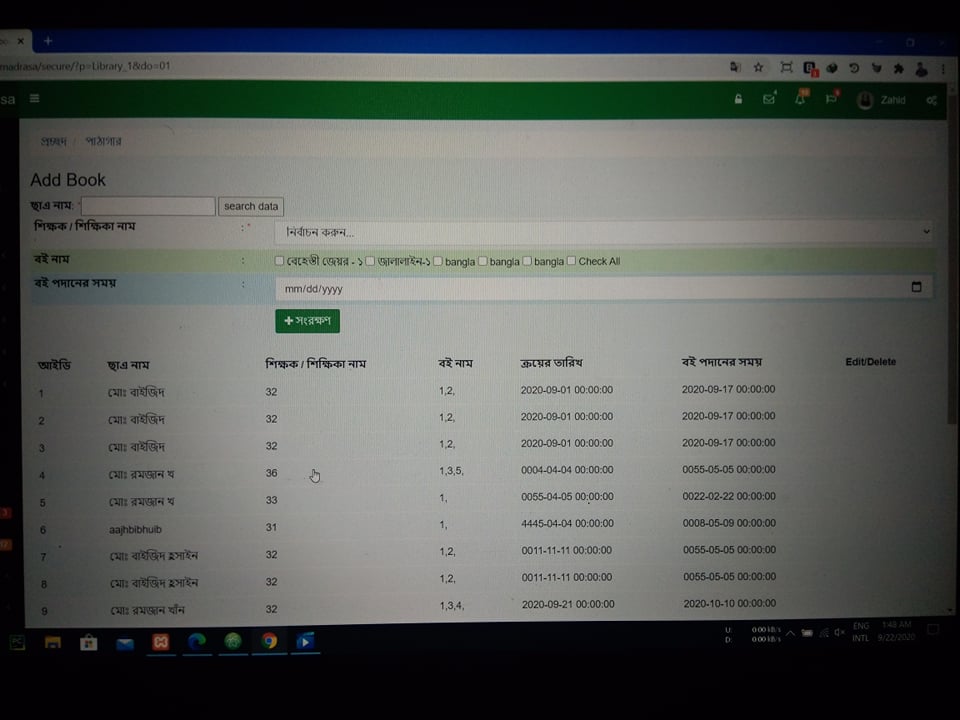 madrasa/secure/?p=Library_1&do=01
sa Zahid
প্রচ্ছদ / পাঠাগার
Add Book
ছাএ নাম: * search data
শিক্ষক / শিক্ষিকা নাম : * নির্বাচন করুন...
বই নাম : বেহেস্তী জেয়র - ১ জালালাইন-১ bangla bangla bangla Check All
বই পদানের সময় : mm/dd/yyyy
+ সংরক্ষণ
আইডি ছাএ নাম শিক্ষক / শিক্ষিকা নাম বই নাম ক্রয়ের তারিখ বই পদানের সময় Edit/Delete
1 মোঃ বাইজিদ 32 1,2, 2020-09-01 00:00:00 2020-09-17 00:00:00
2 মোঃ বাইজিদ 32 1,2, 2020-09-01 00:00:00 2020-09-17 00:00:00
3 মোঃ বাইজিদ 32 1,2, 2020-09-01 00:00:00 2020-09-17 00:00:00
4 মোঃ রমজান খ 36 1,3,5, 0004-04-04 00:00:00 0055-05-05 00:00:00
5 মোঃ রমজান খ 33 1, 0055-04-05 00:00:00 0022-02-22 00:00:00
6 aajhbibhuib 31 1, 4445-04-04 00:00:00 0008-05-09 00:00:00
7 মোঃ বাইজিদ হুসাইন 32 1,2, 0011-11-11 00:00:00 0055-05-05 00:00:00
8 মোঃ বাইজিদ হুসাইন 32 1,2, 0011-11-11 00:00:00 0055-05-05 00:00:00
9 মোঃ রমজান খাঁন 32 1,3,4, 2020-09-21 00:00:00 2020-10-10 00:00:00
U: 0.00 kB/s ENG 1:48 AM
D: 0.00 kB/s INTL 9/22/2020